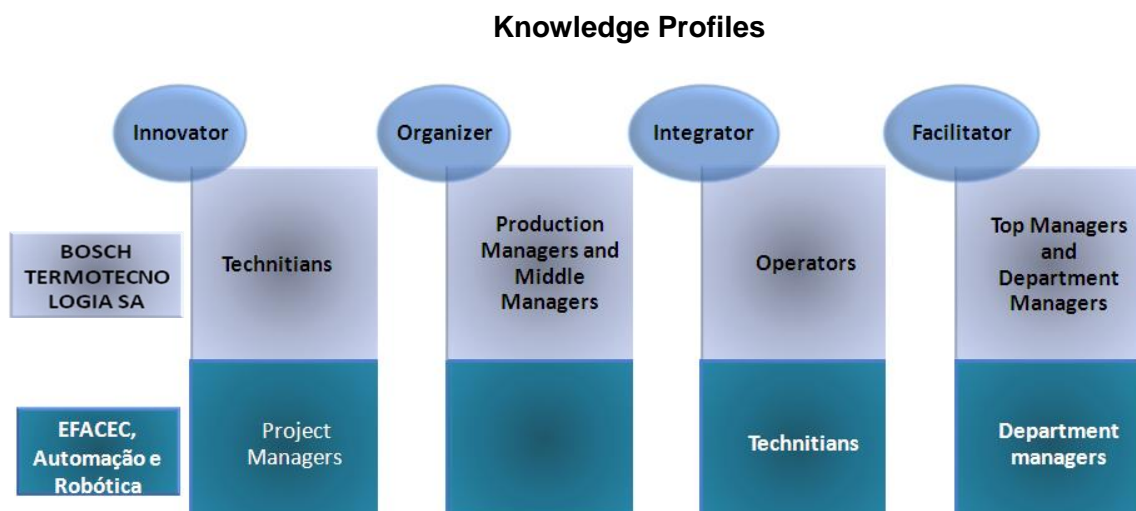 Knowledge Profiles
Innovator
Organizer
Integrator
Facilitator
BOSCH
TERMOTECNO
LOGIA SA
Technitians
Production
Managers and
Middle
Managers
Operators
Top Managers
and
Department
Managers
EFACEC,
Automação e
Robótica
Project
Managers
Technitians
Department
managers